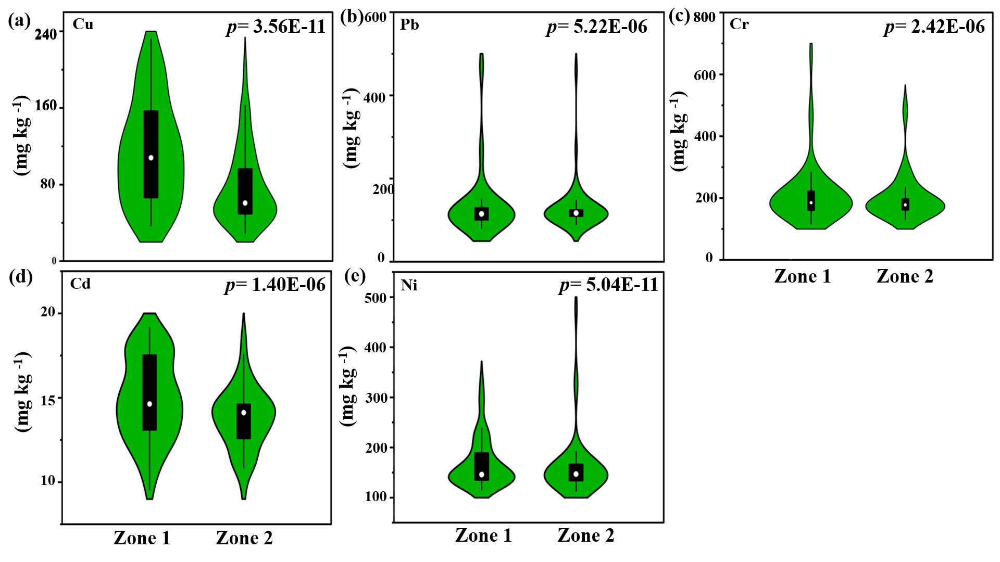 (a)
Cu
p= 3.56E-11
240
160
80
0
(mg kg -1)
(b)
Pb
p= 5.22E-06
600
400
200
0
(mg kg -1)
(c)
Cr
p= 2.42E-06
800
600
400
200
0
(mg kg -1)
Zone 1 Zone 2
(d)
Cd
p= 1.40E-06
20
15
10
(mg kg -1)
Zone 1 Zone 2
(e)
Ni
p= 5.04E-11
500
400
300
200
100
(mg kg -1)
Zone 1 Zone 2